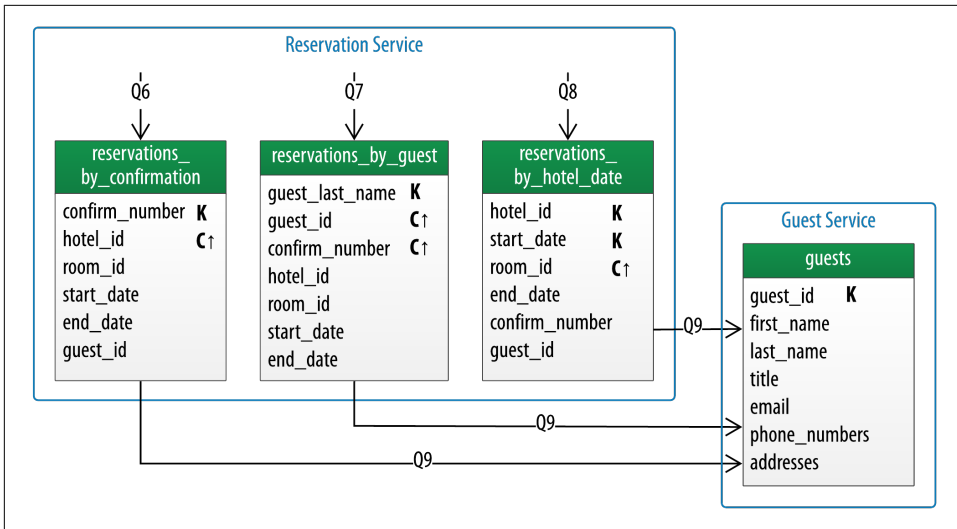 Reservation Service
Q6
Q7
Q8
reservations_
by_confirmation
confirm_number K
hotel_id C↑
room_id
start_date
end_date
guest_id
reservations_by_guest
guest_last_name K
guest_id C↑
confirm_number C↑
hotel_id
room_id
start_date
end_date
reservations_
by_hotel_date
hotel_id K
start_date K
room_id C↑
end_date
confirm_number
guest_id
Guest Service
guests
guest_id K
first_name
last_name
title
email
phone_numbers
addresses
Q9
Q9
Q9